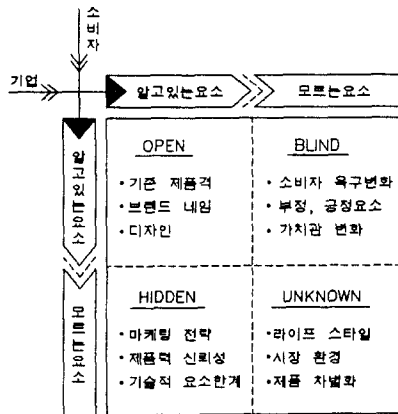 소비자
기업
알고있는요소
모르는요소
알고있는요소
모르는요소
OPEN
• 기존 제품격
• 브랜드 네임
• 디자인
BLIND
• 소비자 욕구변화
• 부정, 긍정요소
• 가치관 변화
HIDDEN
• 마케팅 전략
• 제품력 신뢰성
• 기술적 요소한계
UNKNOWN
• 라이프 스타일
• 시장 환경
• 제품 차별화